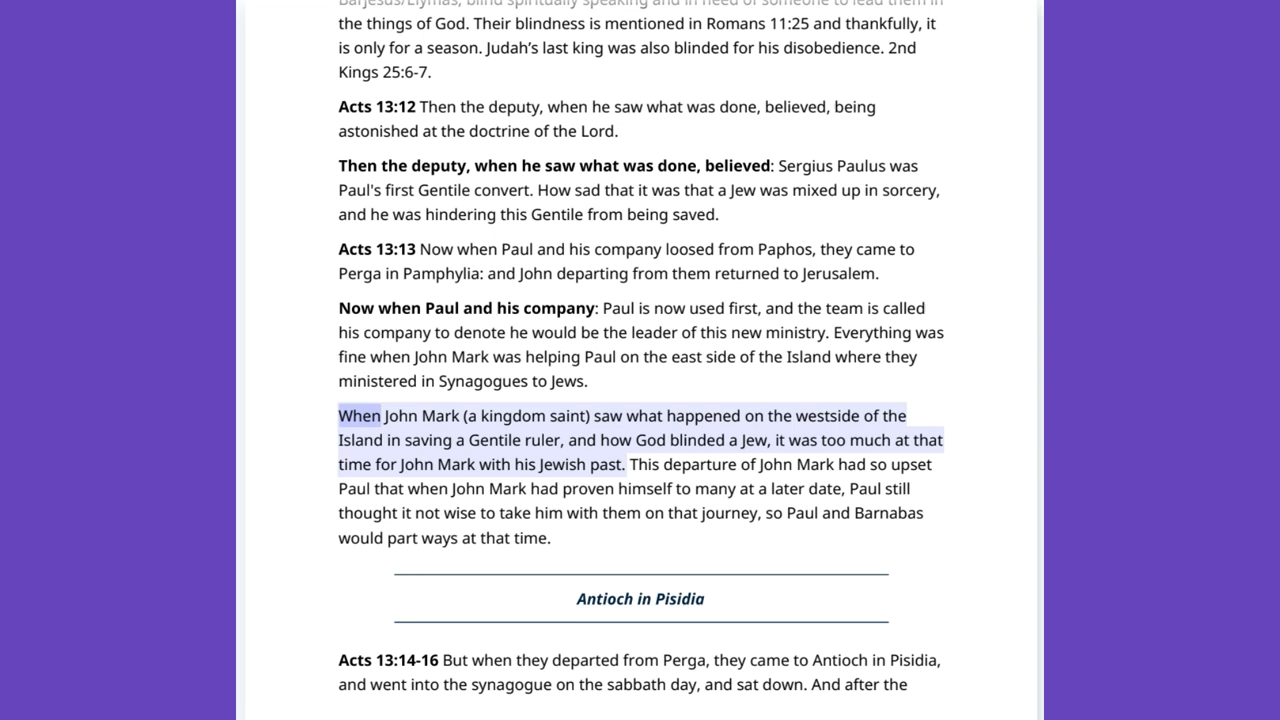 Barjesus/Elymas, blind spiritually speaking and in need of someone to lead them in
the things of God. Their blindness is mentioned in Romans 11:25 and thankfully, it
is only for a season. Judah’s last king was also blinded for his disobedience. 2nd
Kings 25:6-7.
Acts 13:12 Then the deputy, when he saw what was done, believed, being
astonished at the doctrine of the Lord.
Then the deputy, when he saw what was done, believed: Sergius Paulus was
Paul's first Gentile convert. How sad that it was that a Jew was mixed up in sorcery,
and he was hindering this Gentile from being saved.
Acts 13:13 Now when Paul and his company loosed from Paphos, they came to
Perga in Pamphylia: and John departing from them returned to Jerusalem.
Now when Paul and his company: Paul is now used first, and the team is called
his company to denote he would be the leader of this new ministry. Everything was
fine when John Mark was helping Paul on the east side of the Island where they
ministered in Synagogues to Jews.
When John Mark (a kingdom saint) saw what happened on the westside of the
Island in saving a Gentile ruler, and how God blinded a Jew, it was too much at that
time for John Mark with his Jewish past. This departure of John Mark had so upset
Paul that when John Mark had proven himself to many at a later date, Paul still
thought it not wise to take him with them on that journey, so Paul and Barnabas
would part ways at that time.
Antioch in Pisidia
Acts 13:14-16 But when they departed from Perga, they came to Antioch in Pisidia,
and went into the synagogue on the sabbath day, and sat down. And after the